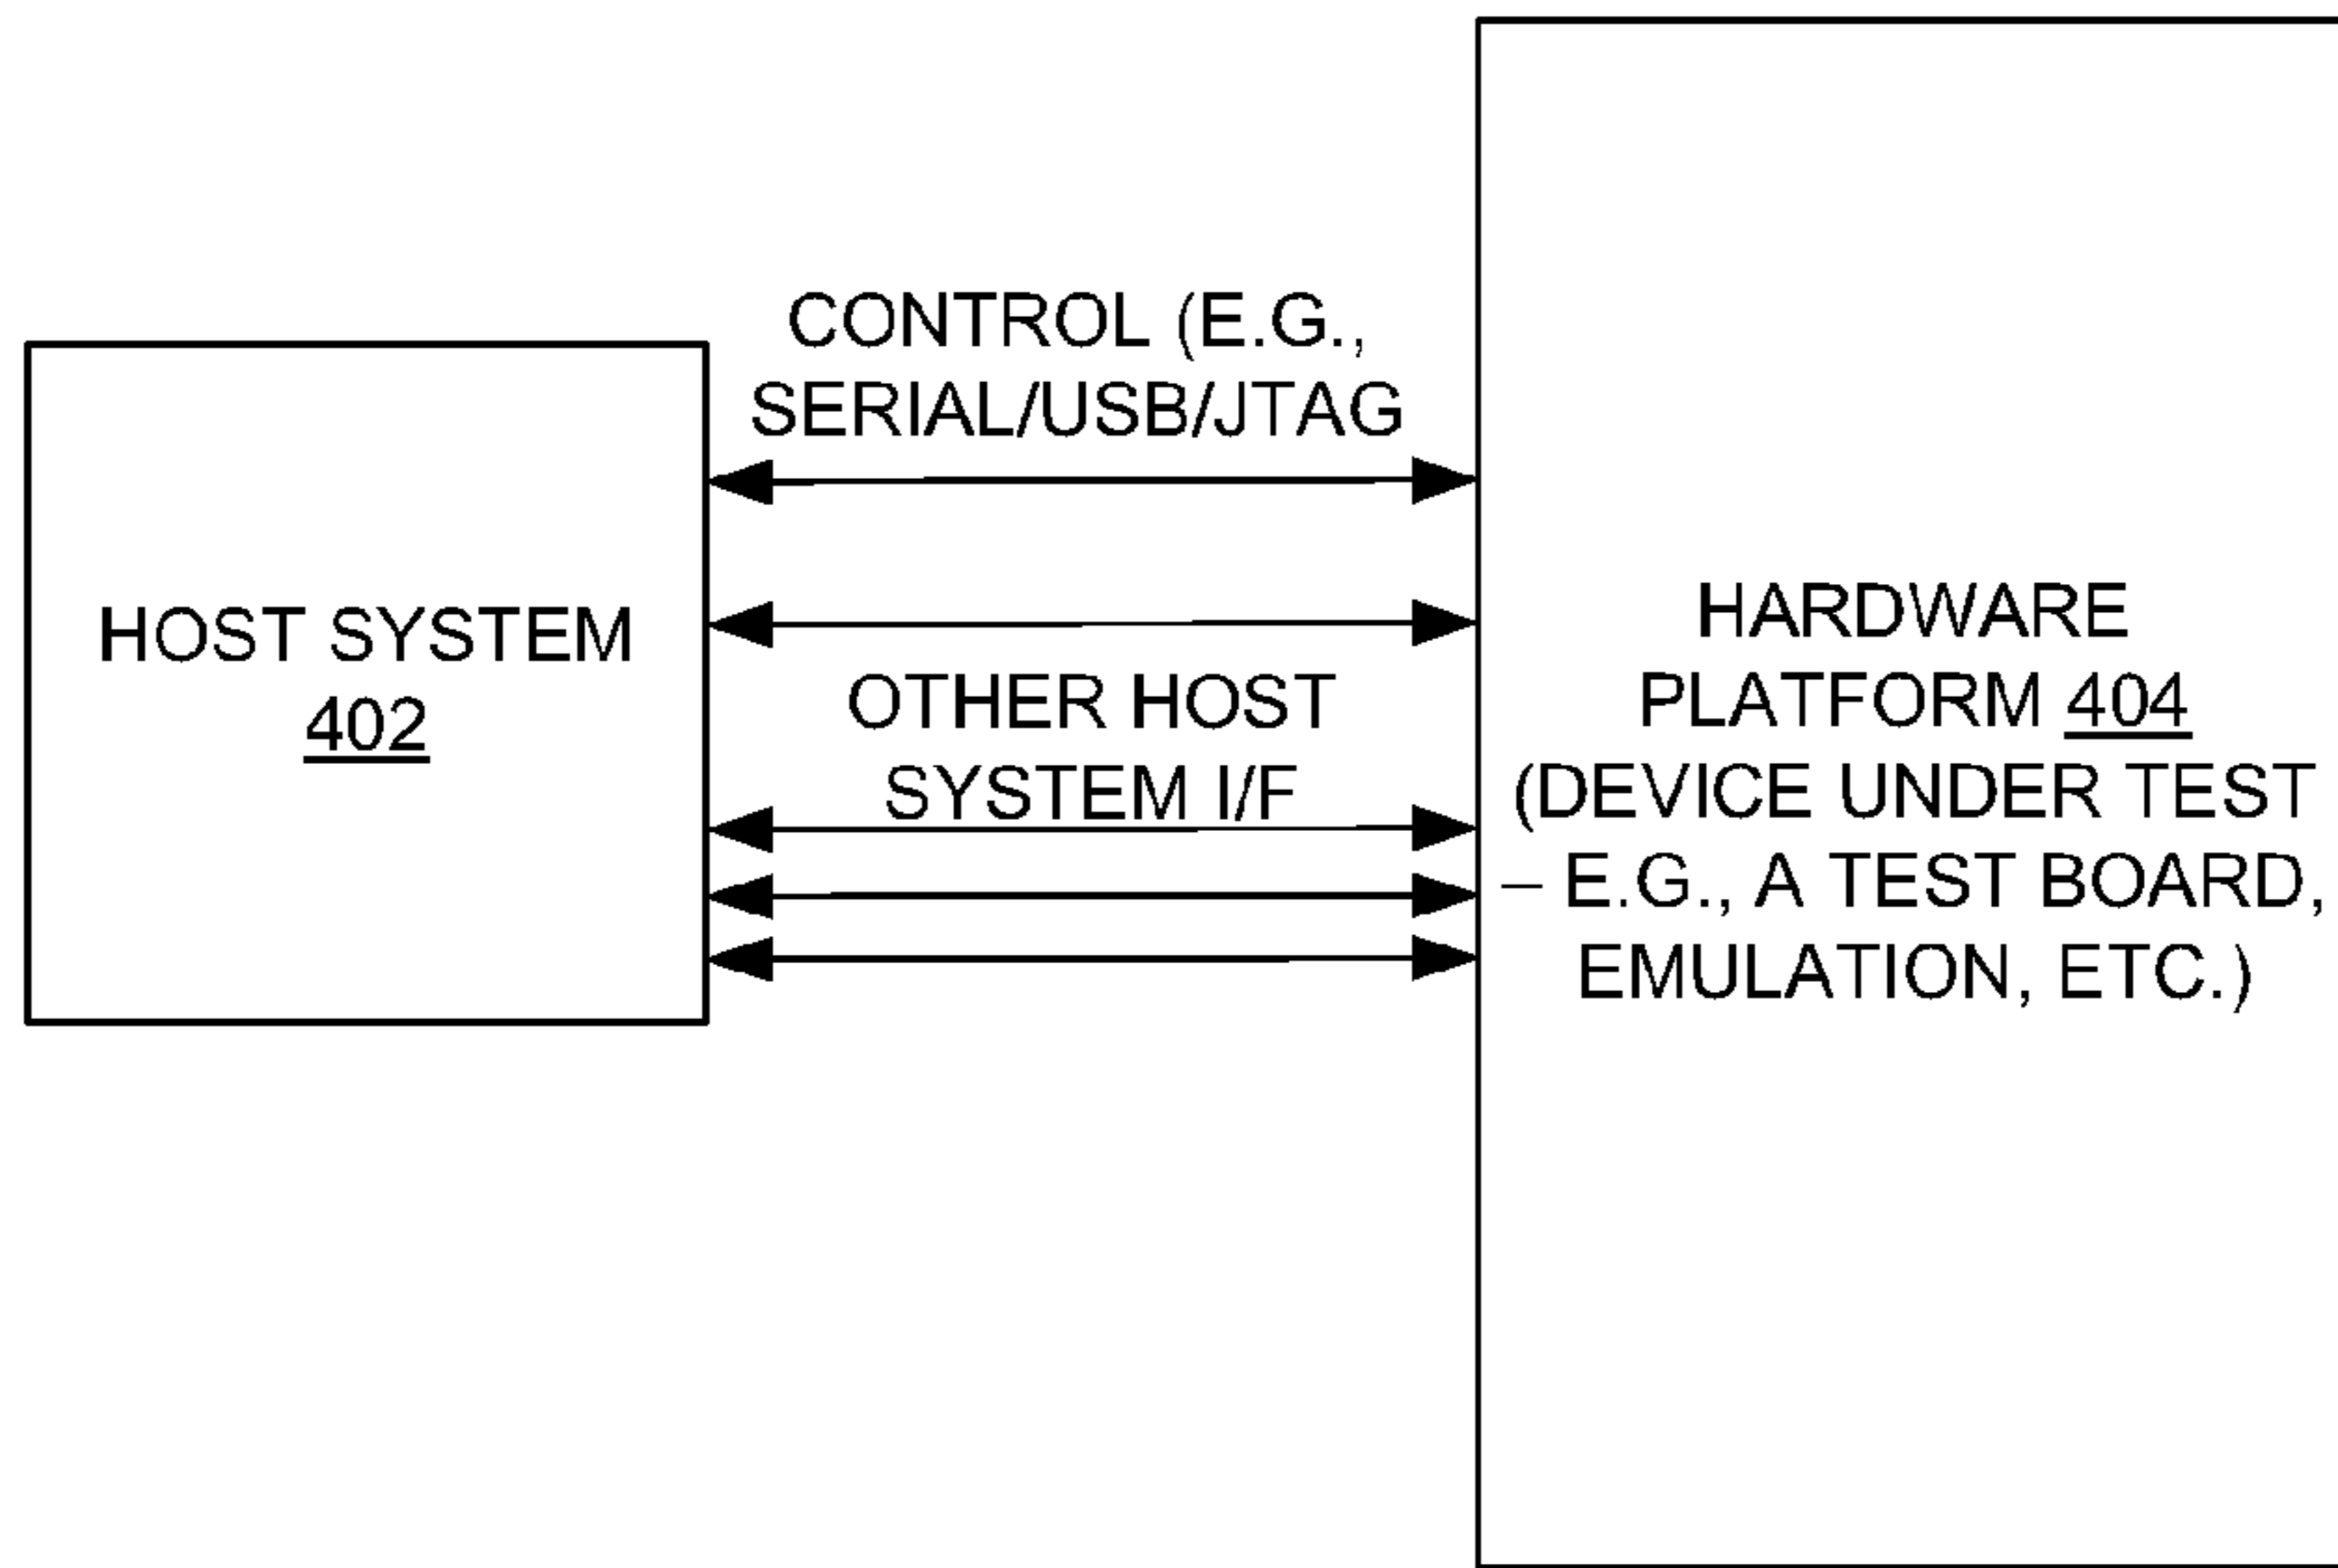 CONTROL (E.G.,
SERIAL/USB/JTAG
HOST SYSTEM
402
OTHER HOST
SYSTEM I/F
HARDWARE
PLATFORM 404
(DEVICE UNDER TEST
– E.G., A TEST BOARD,
EMULATION, ETC.)